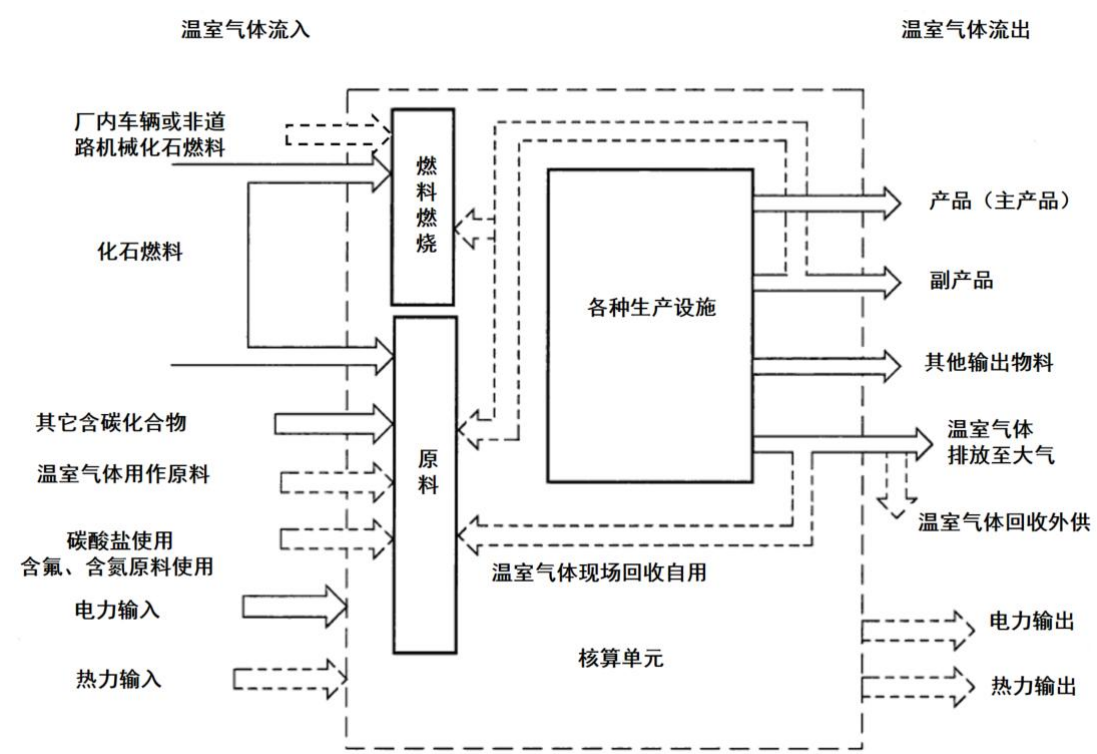 温室气体流入
温室气体流出
厂内车辆或非道
路机械化石燃料
化石燃料
其它含碳化合物
温室气体用作原料
碳酸盐使用
含氟、含氮原料使用
电力输入
热力输入
燃
料
燃
烧
原
料
各种生产设施
温室气体现场回收自用
核算单元
产品（主产品）
副产品
其他输出物料
温室气体
排放至大气
温室气体回收外供
电力输出
热力输出